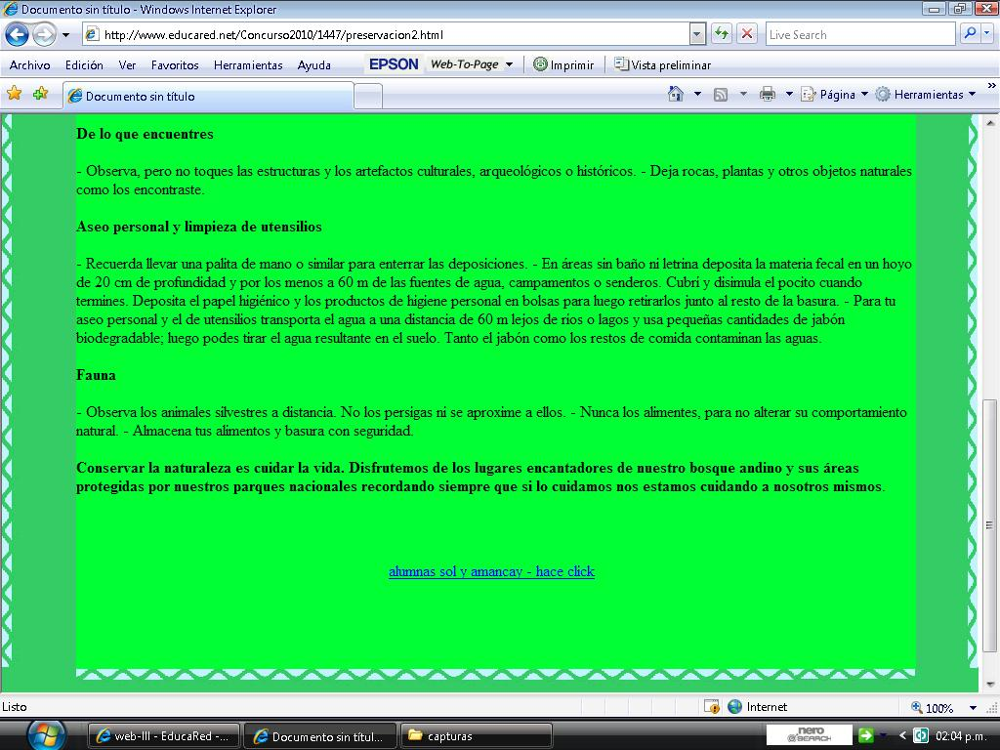 Documento sin título - Windows Internet Explorer
http://www.educared.net/Concurso2010/1447/preservacion2.html
Live Search
Archivo Edición Ver Favoritos Herramientas Ayuda EPSON Web-To-Page Imprimir Vista preliminar
Documento sin título
Página Herramientas
De lo que encuentres
- Observa, pero no toques las estructuras y los artefactos culturales, arqueológicos o históricos. - Deja rocas, plantas y otros objetos naturales
como los encontraste.
Aseo personal y limpieza de utensilios
- Recuerda llevar una palita de mano o similar para enterrar las deposiciones. - En áreas sin baño ni letrina deposita la materia fecal en un hoyo
de 20 cm de profundidad y por los menos a 60 m de las fuentes de agua, campamentos o senderos. Cubrí y disimula el pocito cuando
termines. Deposita el papel higiénico y los productos de higiene personal en bolsas para luego retirarlos junto al resto de la basura. - Para tu
aseo personal y el de utensilios transporta el agua a una distancia de 60 m lejos de ríos o lagos y usa pequeñas cantidades de jabón
biodegradable; luego podes tirar el agua resultante en el suelo. Tanto el jabón como los restos de comida contaminan las aguas.
Fauna
- Observa los animales silvestres a distancia. No los persigas ni se aproxime a ellos. - Nunca los alimentes, para no alterar su comportamiento
natural. - Almacena tus alimentos y basura con seguridad.
Conservar la naturaleza es cuidar la vida. Disfrutemos de los lugares encantadores de nuestro bosque andino y sus áreas
protegidas por nuestros parques nacionales recordando siempre que si lo cuidamos nos estamos cuidando a nosotros mismos.
alumnas sol y amancay - hace click
Listo
Internet
100%
web-III - EducaRed -...
Documento sin títul...
capturas
nero
SEARCH
02:04 p.m.